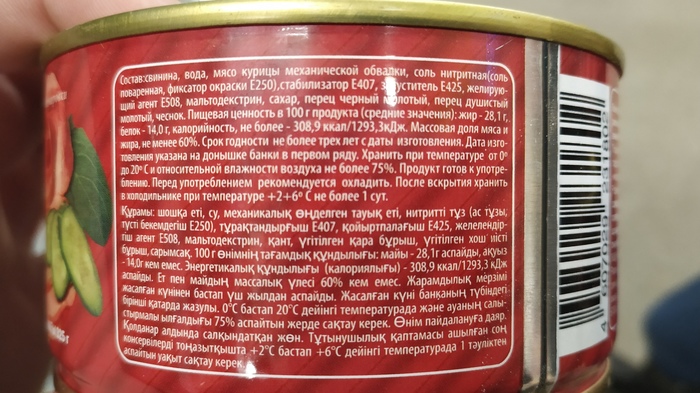 Состав:свинина, вода, мясо курицы механической обвалки, соль нитритная(соль
поваренная, фиксатор окраски Е250),стабилизатор Е407, загуститель Е425, желирую-
щий агент Е508, мальтодекстрин, сахар, перец черный молотый, перец душистый
молотый, чеснок. Пищевая ценность в 100 г продукта (средние значения): жир - 28,1 г,
белок - 14,0 г, калорийность, не более - 308,9 ккал/1293,3кДж. Массовая доля мяса и
жира, не менее 60%. Срок годности не более трех лет с даты изготовления. Дата изго-
товления указана на донышке банки в первом ряду. Хранить при температуре от 0°
до 20° С и относительной влажности воздуха не более 75%. Продукт готов к употре-
блению. Перед употреблением рекомендуется охладить. После вскрытия хранить
в холодильнике при температуре +2+6° С не более 1 сут.
Құрамы: шошқа еті, су, механикалық өңделген тауық еті, нитритті тұз (ас тұзы,
түсті бекемдегіш Е250), тұрақтандырғыш Е407, қойыртпалағыш Е425, желелендір-
гіш агент Е508, мальтодекстрин, қант, үгітілген қара бұрыш, үгітілген хош иісті
бұрыш, сарымсақ. 100 г өнімнің тағамдық құндылығы: майы - 28,1г аспайды, ақуыз
- 14,0г кем емес. Энергетикалық құндылығы (калориялығы) - 308,9 ккал/1293,3 кДж
аспайды. Ет пен майдың массалық үлесі 60% кем емес. Жарамдылық мерзімі
жасалған күнінен бастап үш жылдан аспайды. Жасалған күні банканың түбіндегі
бірінші қатарда жазулы. 0°С бастап 20°С дейінгі температурада және ауаның салы-
стырмалы ылғалдығы 75% аспайтын жерде сақтау керек. Өнім пайдалануға даяр.
Қолданар алдында салқындатқан жөн. Тұтынушылық қаптамасы ашылған соң
консервілерді тоңазытқышта +2°С бастап +6°С дейінгі температурада 1 тәуліктен
аспайтын уақыт сақтау керек.